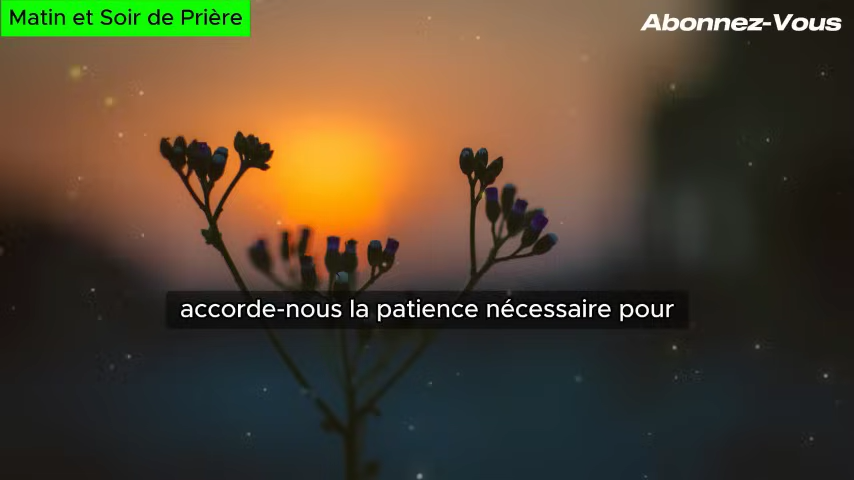 Matin et Soir de Prière
Abonnez-Vous
accorde-nous la patience nécessaire pour